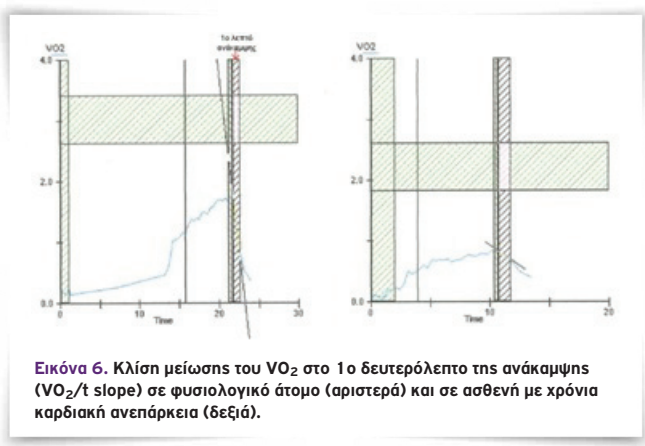 1ο λεπτό
ανάκαμψης
VO2
4.0
2.0
0.0
0
10
20
30
Time
VO2
4.0
2.0
0.0
0
10
20
Time
Εικόνα 6. Κλίση μείωσης του VO2 στο 1ο δευτερόλεπτο της ανάκαμψης
(VO2/t slope) σε φυσιολογικό άτομο (αριστερά) και σε ασθενή με χρόνια
καρδιακή ανεπάρκεια (δεξιά).